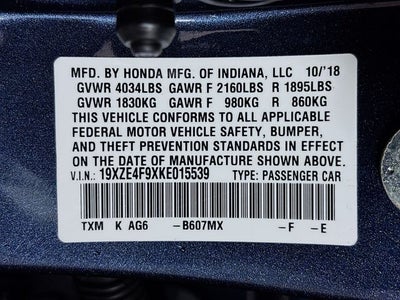 MFD. BY HONDA MFG. OF INDIANA, LLC 10/'18
GVWR 4034LBS GAWR F 2160LBS R 1895LBS
GVWR 1830KG GAWR F 980KG R 860KG
THIS VEHICLE CONFORMS TO ALL APPLICABLE
FEDERAL MOTOR VEHICLE SAFETY, BUMPER,
AND THEFT PREVENTION STANDARDS IN EFFECT
ON THE DATE OF MANUFACTURE SHOWN ABOVE.
V.I.N.: 19XZE4F9XKE015539 TYPE: PASSENGER CAR
TXM K AG6 -B607MX -F -E